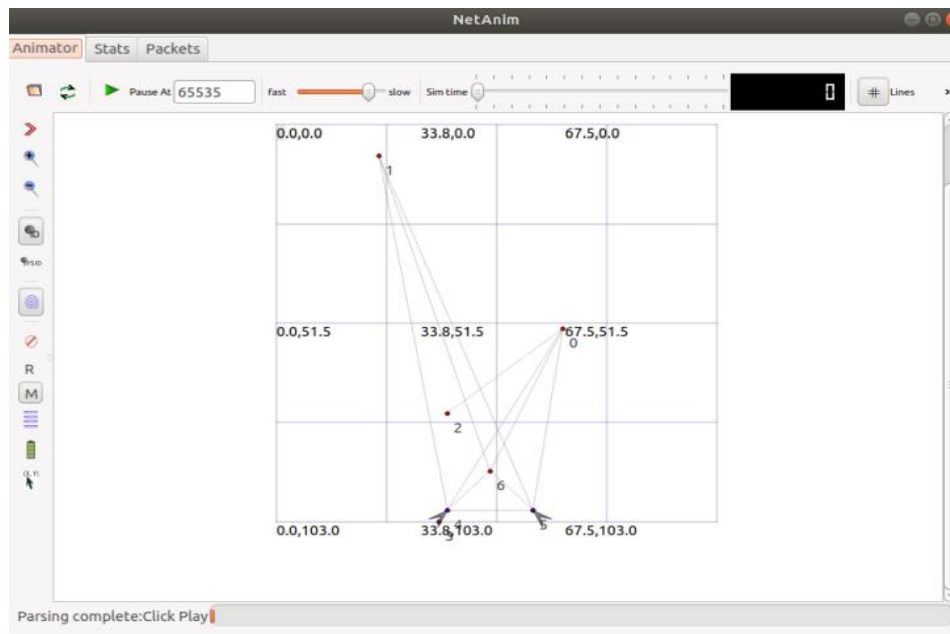 NetAnim
Animator Stats Packets
Pause At 65535 fast slow Sim time 0 # Lines
0.0,0.0 33.8,0.0 67.5,0.0
1
0.0,51.5 33.8,51.5 67.5,51.5
0
2
6
4
5
3
0.0,103.0 33.8,103.0 67.5,103.0
R
M
Parsing complete:Click Play